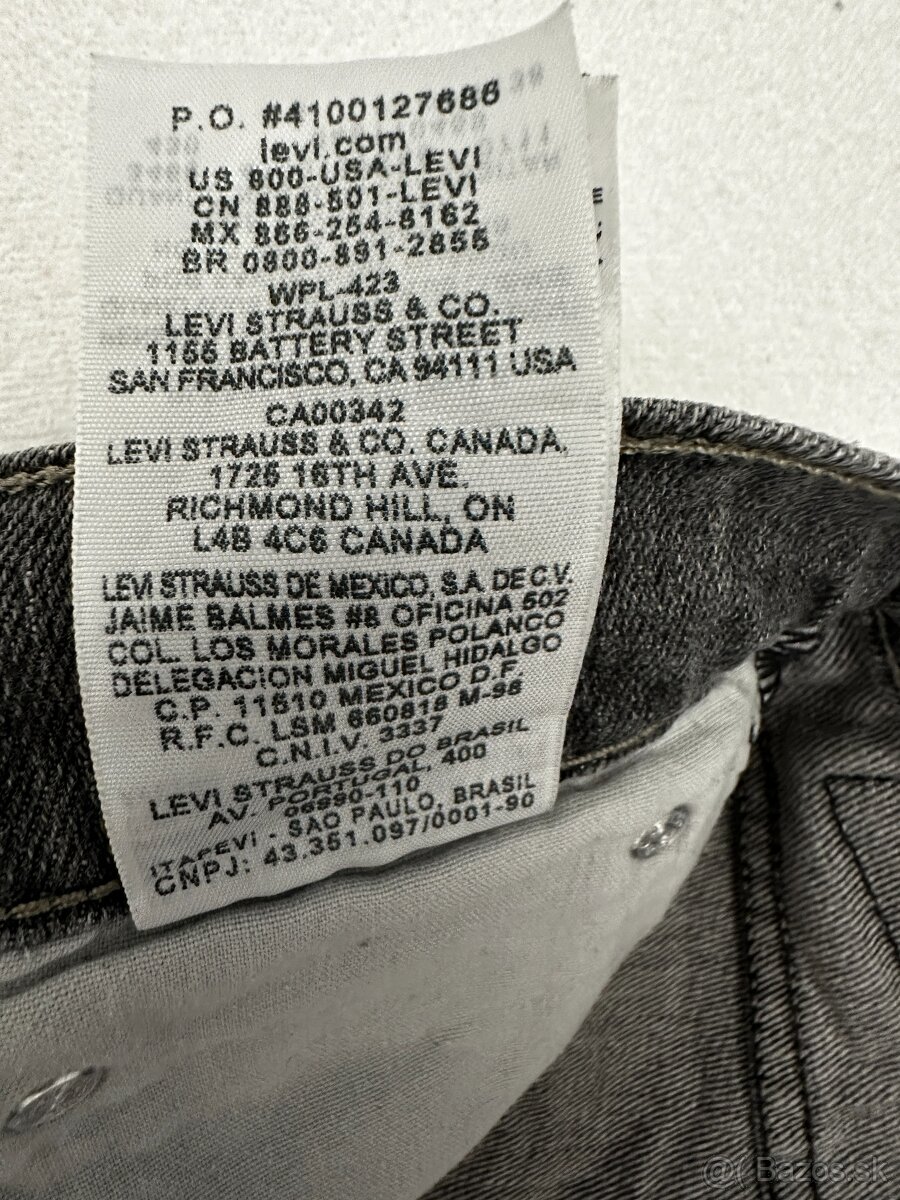 P.O. #4100127686
levi.com
US 800-USA-LEVI
CN 888-501-LEVI
MX 866-254-8162
BR 0800-891-2855
WPL-423
LEVI STRAUSS & CO.
1155 BATTERY STREET
SAN FRANCISCO, CA 94111 USA
CA00342
LEVI STRAUSS & CO. CANADA,
1725 16TH AVE.
RICHMOND HILL, ON
L4B 4C6 CANADA
LEVI STRAUSS DE MEXICO, S.A. DE C.V.
JAIME BALMES #8 OFICINA 502
COL. LOS MORALES POLANCO
DELEGACION MIGUEL HIDALGO
C.P. 11510 MEXICO D.F.
R.F.C. LSM 660818 M-98
C.N.I.V. 3337
LEVI STRAUSS DO BRASIL
AV. PORTUGAL, 400
06690-110
ITAPEVI - SAO PAULO, BRASIL
CNPJ: 43.351.097/0001-90
@ Bazos.sk